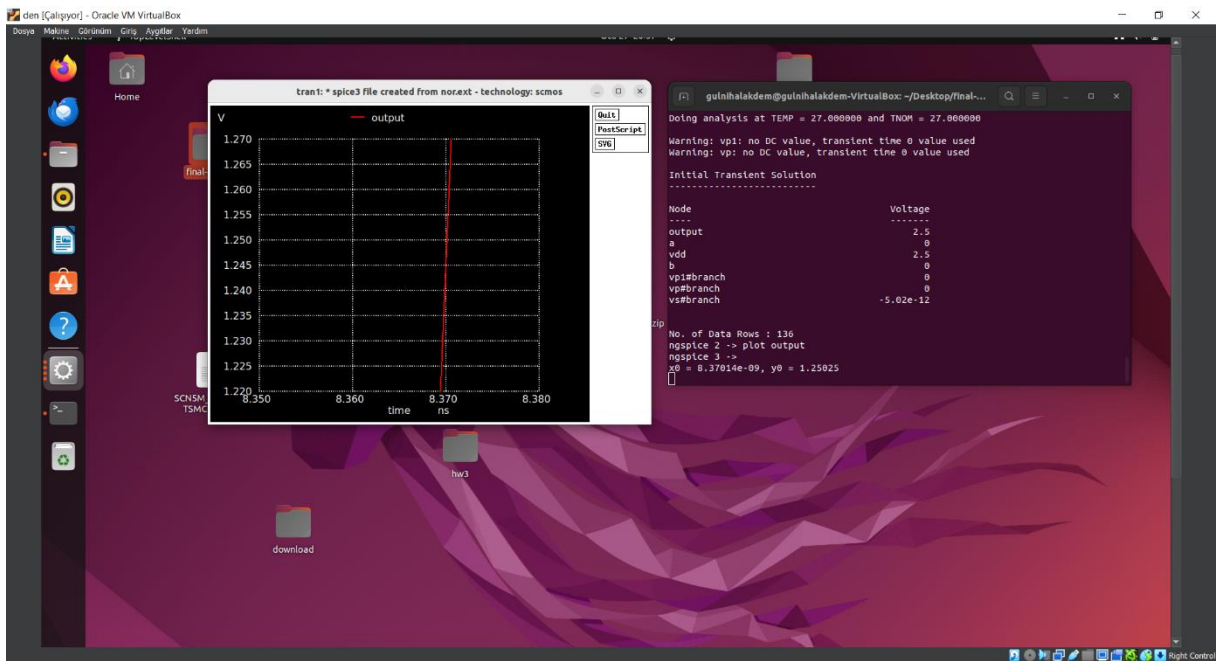 den [Çalışıyor] - Oracle VM VirtualBox
Dosya Makine Görünüm Giriş Aygıtlar Yardım
Home
final-
SCN5M_
TSMC
zip
hw3
download
tran1: * spice3 file created from nor.ext - technology: scmos
V
output
1.270
1.265
1.260
1.255
1.250
1.245
1.240
1.235
1.230
1.225
1.220
8.350 8.360 8.370 8.380
time ns
Quit
PostScript
SVG
gulnihalakdem@gulnihalakdem-VirtualBox: ~/Desktop/final-...
Doing analysis at TEMP = 27.000000 and TNOM = 27.000000
Warning: vp1: no DC value, transient time 0 value used
Warning: vp: no DC value, transient time 0 value used
Initial Transient Solution
--------------------------
Node Voltage
---- -------
output 2.5
a 0
vdd 2.5
b 0
vp1#branch 0
vp#branch 0
vs#branch -5.02e-12
No. of Data Rows : 136
ngspice 2 -> plot output
ngspice 3 ->
x0 = 8.37014e-09, y0 = 1.25025
Right Control